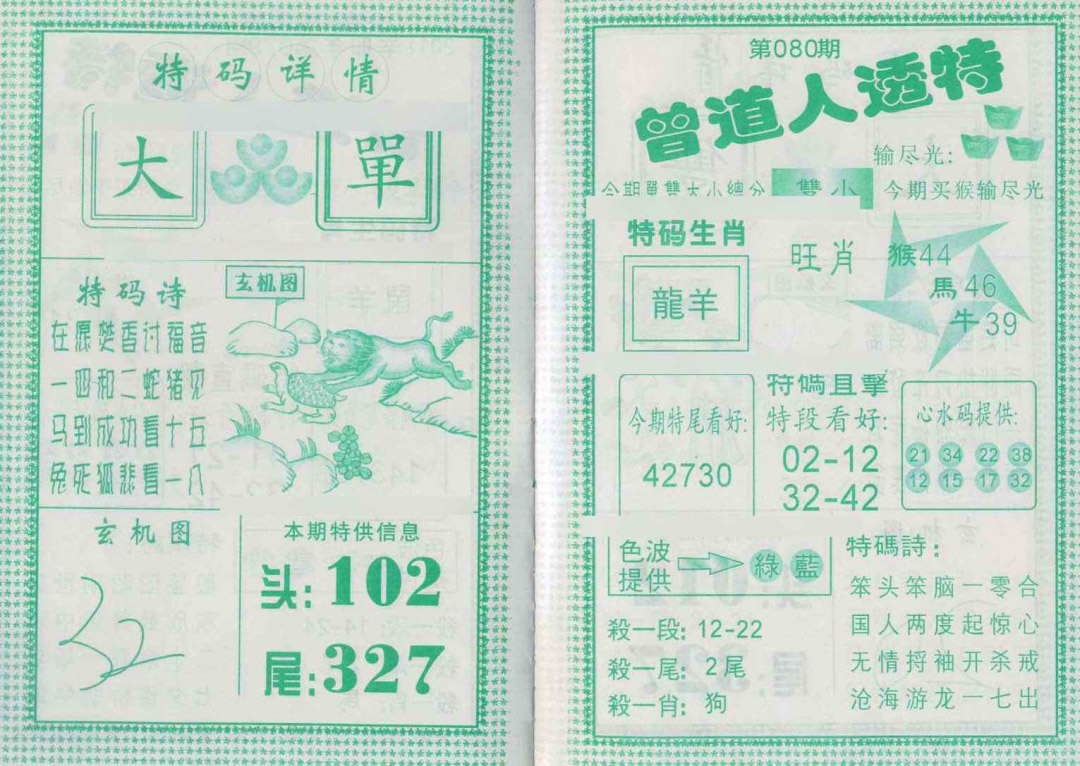 特码详情
大 單
特码诗
在愿焚香讨福音
一四和二蛇猪见
马到成功看十五
兔死狐悲看一八
玄机图
玄机图
本期特供信息
头:102
尾:327
第080期
曾道人透特
输尽光:
今期單雙大小總分 雙小 今期买猴输尽光
特码生肖
龍羊
旺肖
猴44
馬46
牛39
今期特尾看好:
42730
特碼直擊
特段看好:
02-12
32-42
心水码提供:
21 34 22 38
12 15 17 32
色波
提供
綠 藍
殺一段: 12-22
殺一尾: 2尾
殺一肖: 狗
特碼詩:
笨头笨脑一零合
国人两度起惊心
无情捋袖开杀戒
沧海游龙一七出